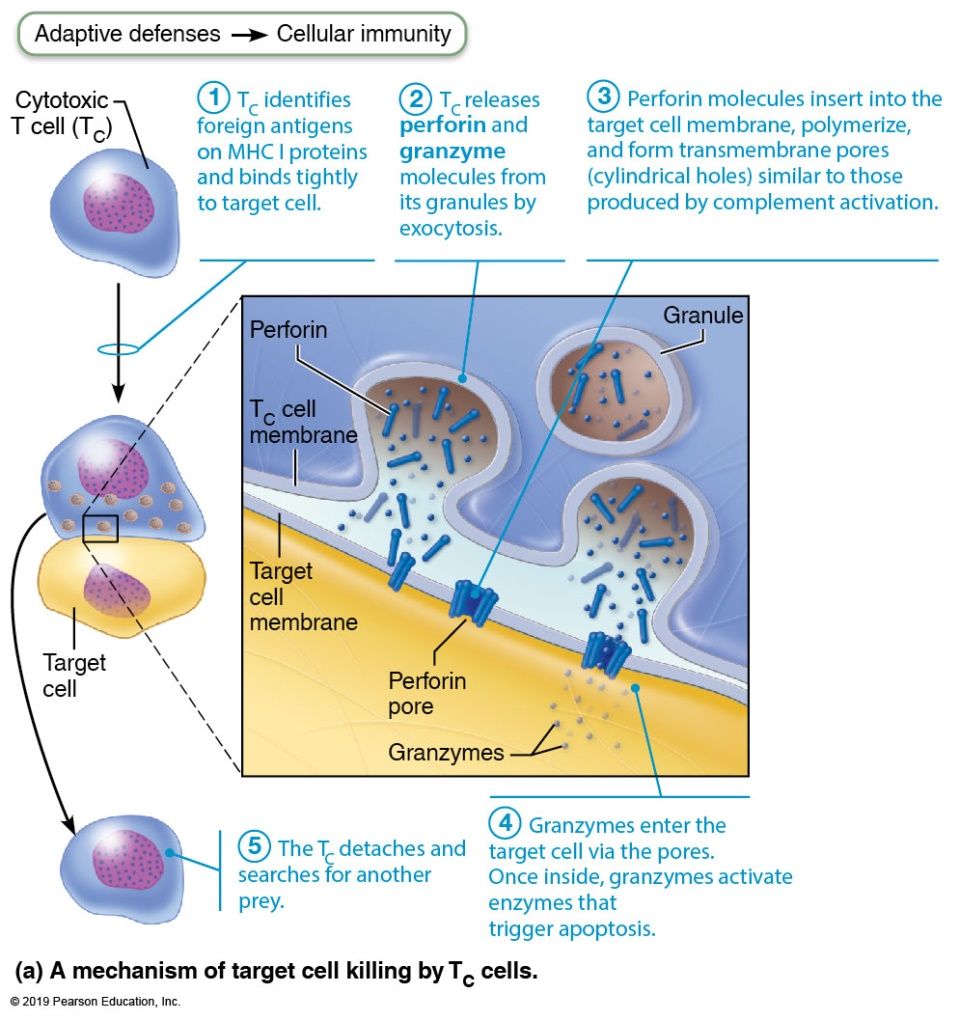 Adaptive defenses → Cellular immunity
Cytotoxic
T cell (TC)
1 TC identifies
foreign antigens
on MHC I proteins
and binds tightly
to target cell.
2 TC releases
perforin and
granzyme
molecules from
its granules by
exocytosis.
3 Perforin molecules insert into the
target cell membrane, polymerize,
and form transmembrane pores
(cylindrical holes) similar to those
produced by complement activation.
Perforin
Granule
TC cell
membrane
Target
cell
membrane
Target
cell
Perforin
pore
Granzymes
4 Granzymes enter the
target cell via the pores.
Once inside, granzymes activate
enzymes that
trigger apoptosis.
5 The TC detaches and
searches for another
prey.
(a) A mechanism of target cell killing by TC cells.
© 2019 Pearson Education, Inc.